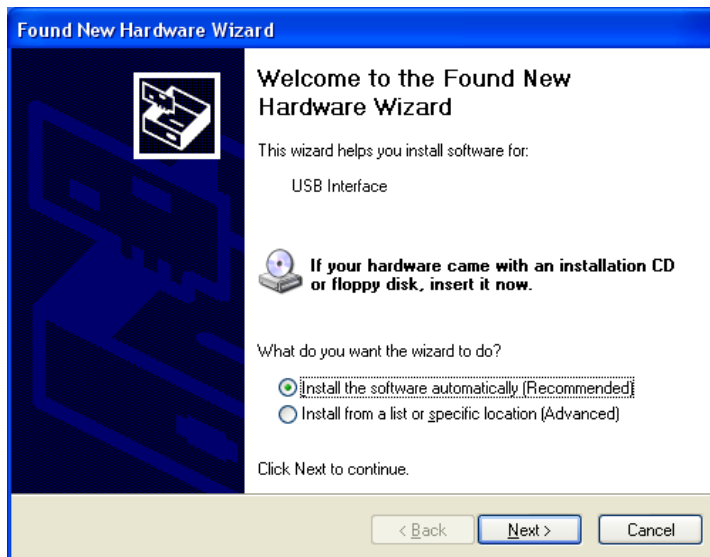 Found New Hardware Wizard
Welcome to the Found New
Hardware Wizard
This wizard helps you install software for:
USB Interface
If your hardware came with an installation CD
or floppy disk, insert it now.
What do you want the wizard to do?
Install the software automatically (Recommended)
Install from a list or specific location (Advanced)
Click Next to continue.
< Back
Next >
Cancel